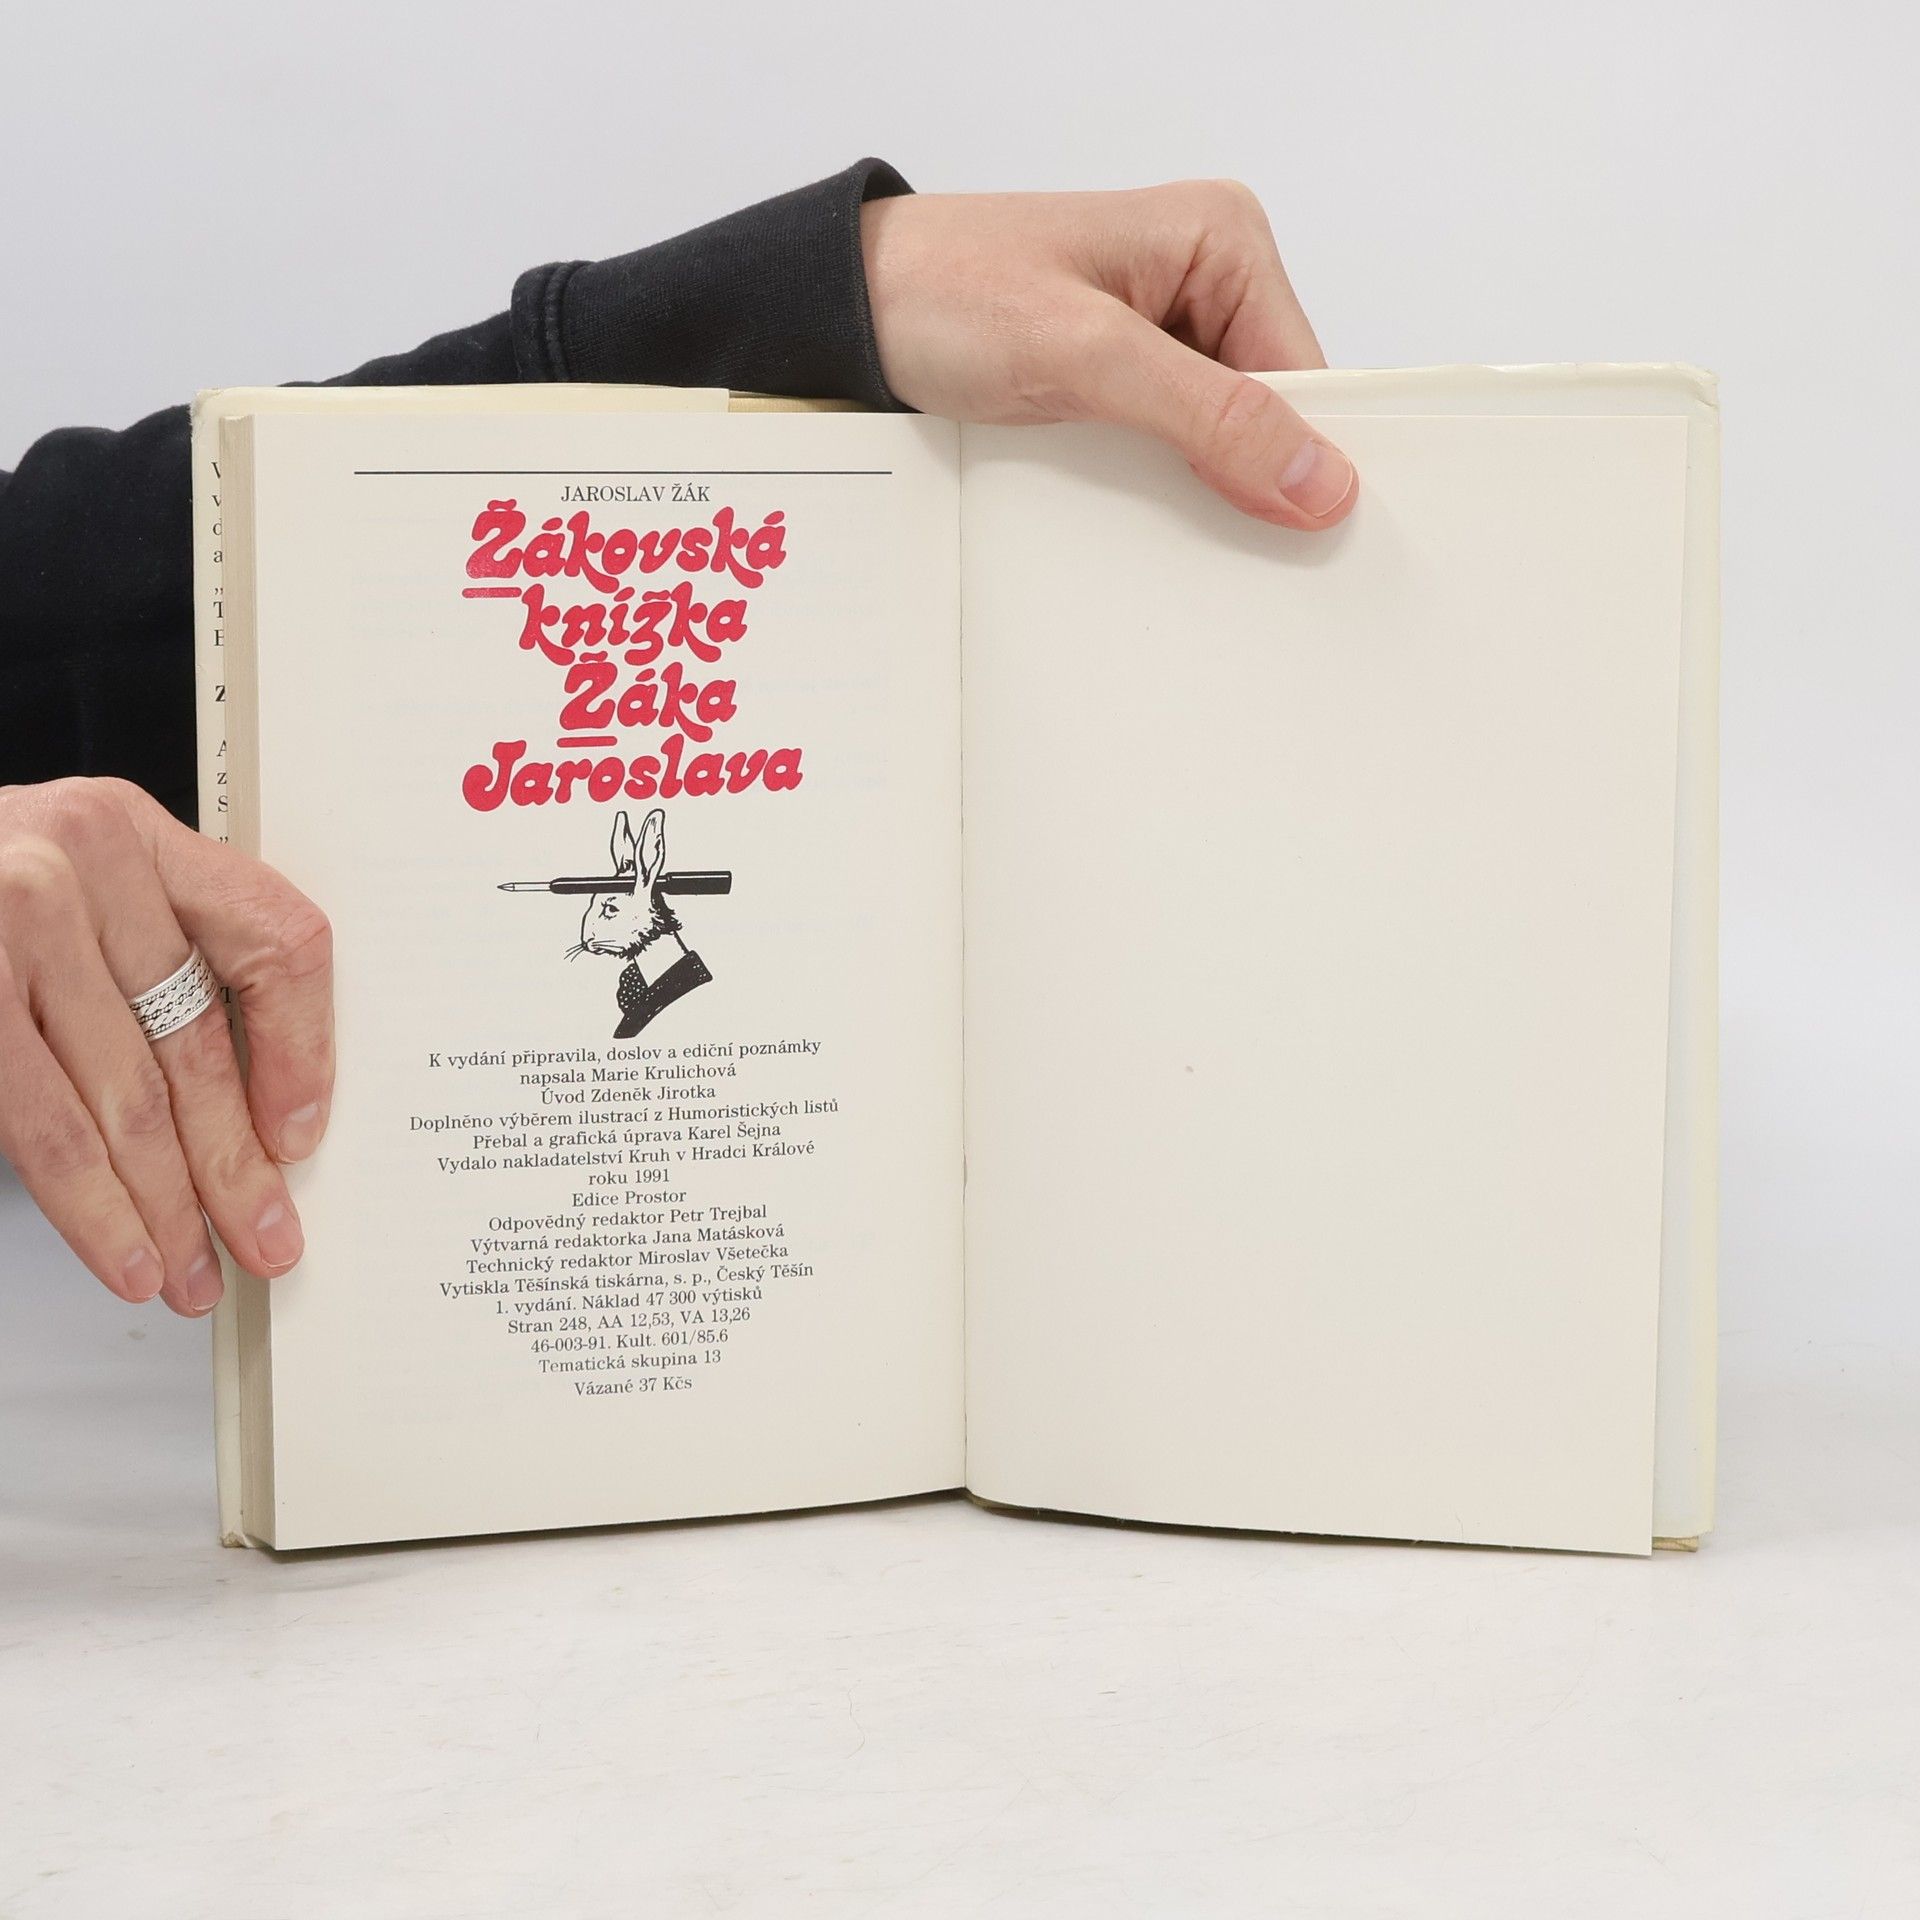 JAROSLAV ŽÁK
Žákovská
knížka
Žáka
Jaroslava
K vydání připravila, doslov a ediční poznámky
napsala Marie Krulichová
Úvod Zdeněk Jirotka
Doplněno výběrem ilustrací z Humoristických listů
Přebal a grafická úprava Karel Šejna
Vydalo nakladatelství Kruh v Hradci Králové
roku 1991
Edice Prostor
Odpovědný redaktor Petr Trejbal
Výtvarná redaktorka Jana Matásková
Technický redaktor Miroslav Všetečka
Vytiskla Těšínská tiskárna, s. p., Český Těšín
1. vydání. Náklad 47 300 výtisků
Stran 248, AA 12,53, VA 13,26
46-003-91. Kult. 601/85.6
Tematická skupina 13
Vázané 37 Kčs